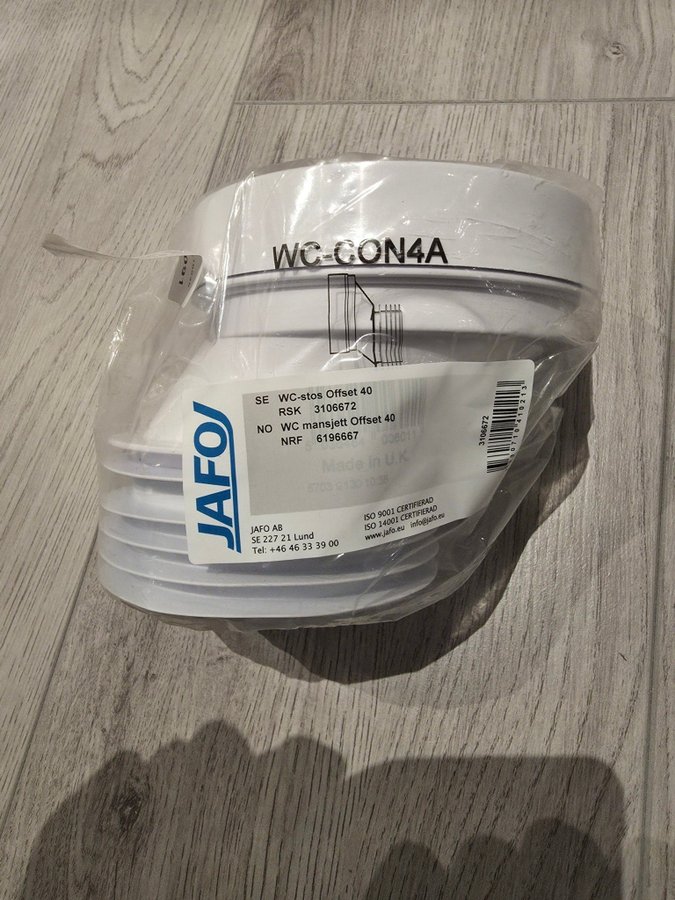 WC-CON4A
SE WC-stos Offset 40
RSK 3106672
NO WC mansjett Offset 40
NRF 6196667
Made in U.K
JAFO
JAFO AB
SE 227 21 Lund
Tel: +46 46 33 39 00
ISO 9001 CERTIFIERAD
ISO 14001 CERTIFIERAD
www.jafo.eu info@jafo.eu
3106672